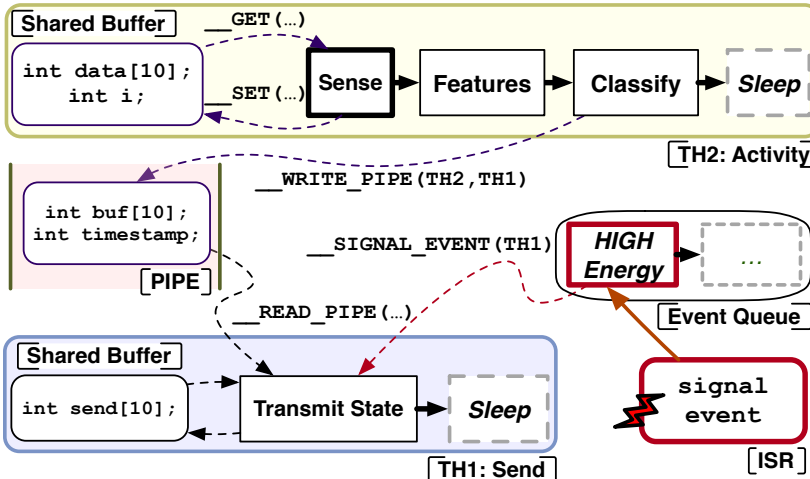 Shared Buffer
__GET(…)
int data[10];
int i;
__SET(…)
Sense
Features
Classify
Sleep
TH2: Activity
__WRITE_PIPE(TH2,TH1)
int buf[10];
int timestamp;
PIPE
__SIGNAL_EVENT(TH1)
HIGH
Energy
...
Event Queue
__READ_PIPE(…)
Shared Buffer
int send[10];
Transmit State
Sleep
TH1: Send
signal
event
ISR